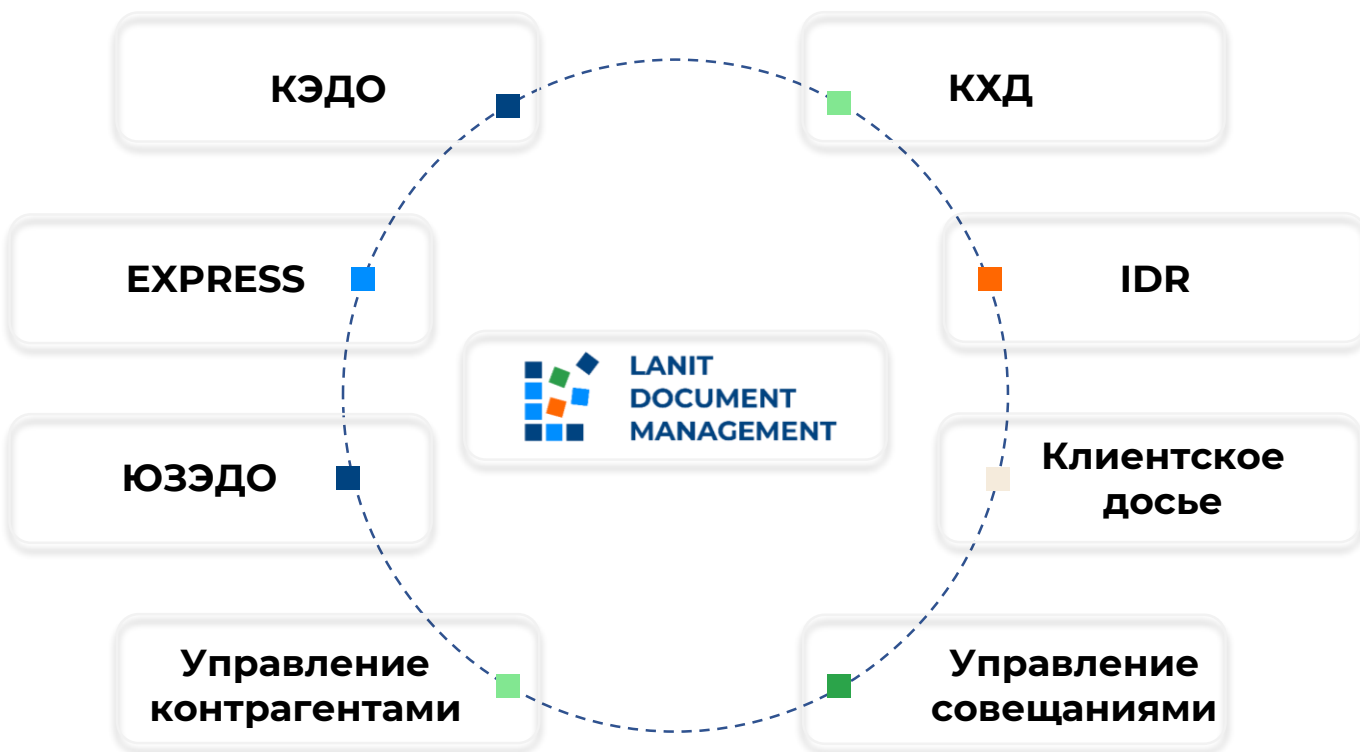 КЭДО
КХД
EXPRESS
IDR
LANIT
DOCUMENT
MANAGEMENT
ЮЗЭДО
Клиентское
досье
Управление
контрагентами
Управление
совещаниями